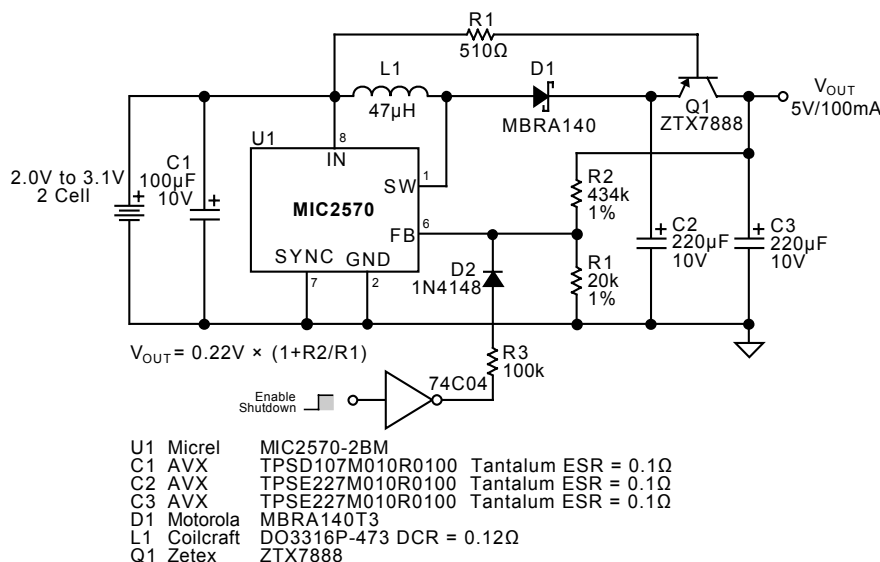 R1
510Ω
L1
47µH
D1
MBRA140
Q1
ZTX7888
VOUT
5V/100mA
U1
8
IN
1
SW
MIC2570
6
FB
SYNC
GND
7
2
2.0V to 3.1V
2 Cell
C1
100µF
10V
+
+
R2
434k
1%
R1
20k
1%
D2
1N4148
+
C2
220µF
10V
+
C3
220µF
10V
VOUT = 0.22V × (1+R2/R1)
R3
100k
74C04
Enable
Shutdown
U1 Micrel MIC2570-2BM
C1 AVX TPSD107M010R0100 Tantalum ESR = 0.1Ω
C2 AVX TPSE227M010R0100 Tantalum ESR = 0.1Ω
C3 AVX TPSE227M010R0100 Tantalum ESR = 0.1Ω
D1 Motorola MBRA140T3
L1 Coilcraft DO3316P-473 DCR = 0.12Ω
Q1 Zetex ZTX7888